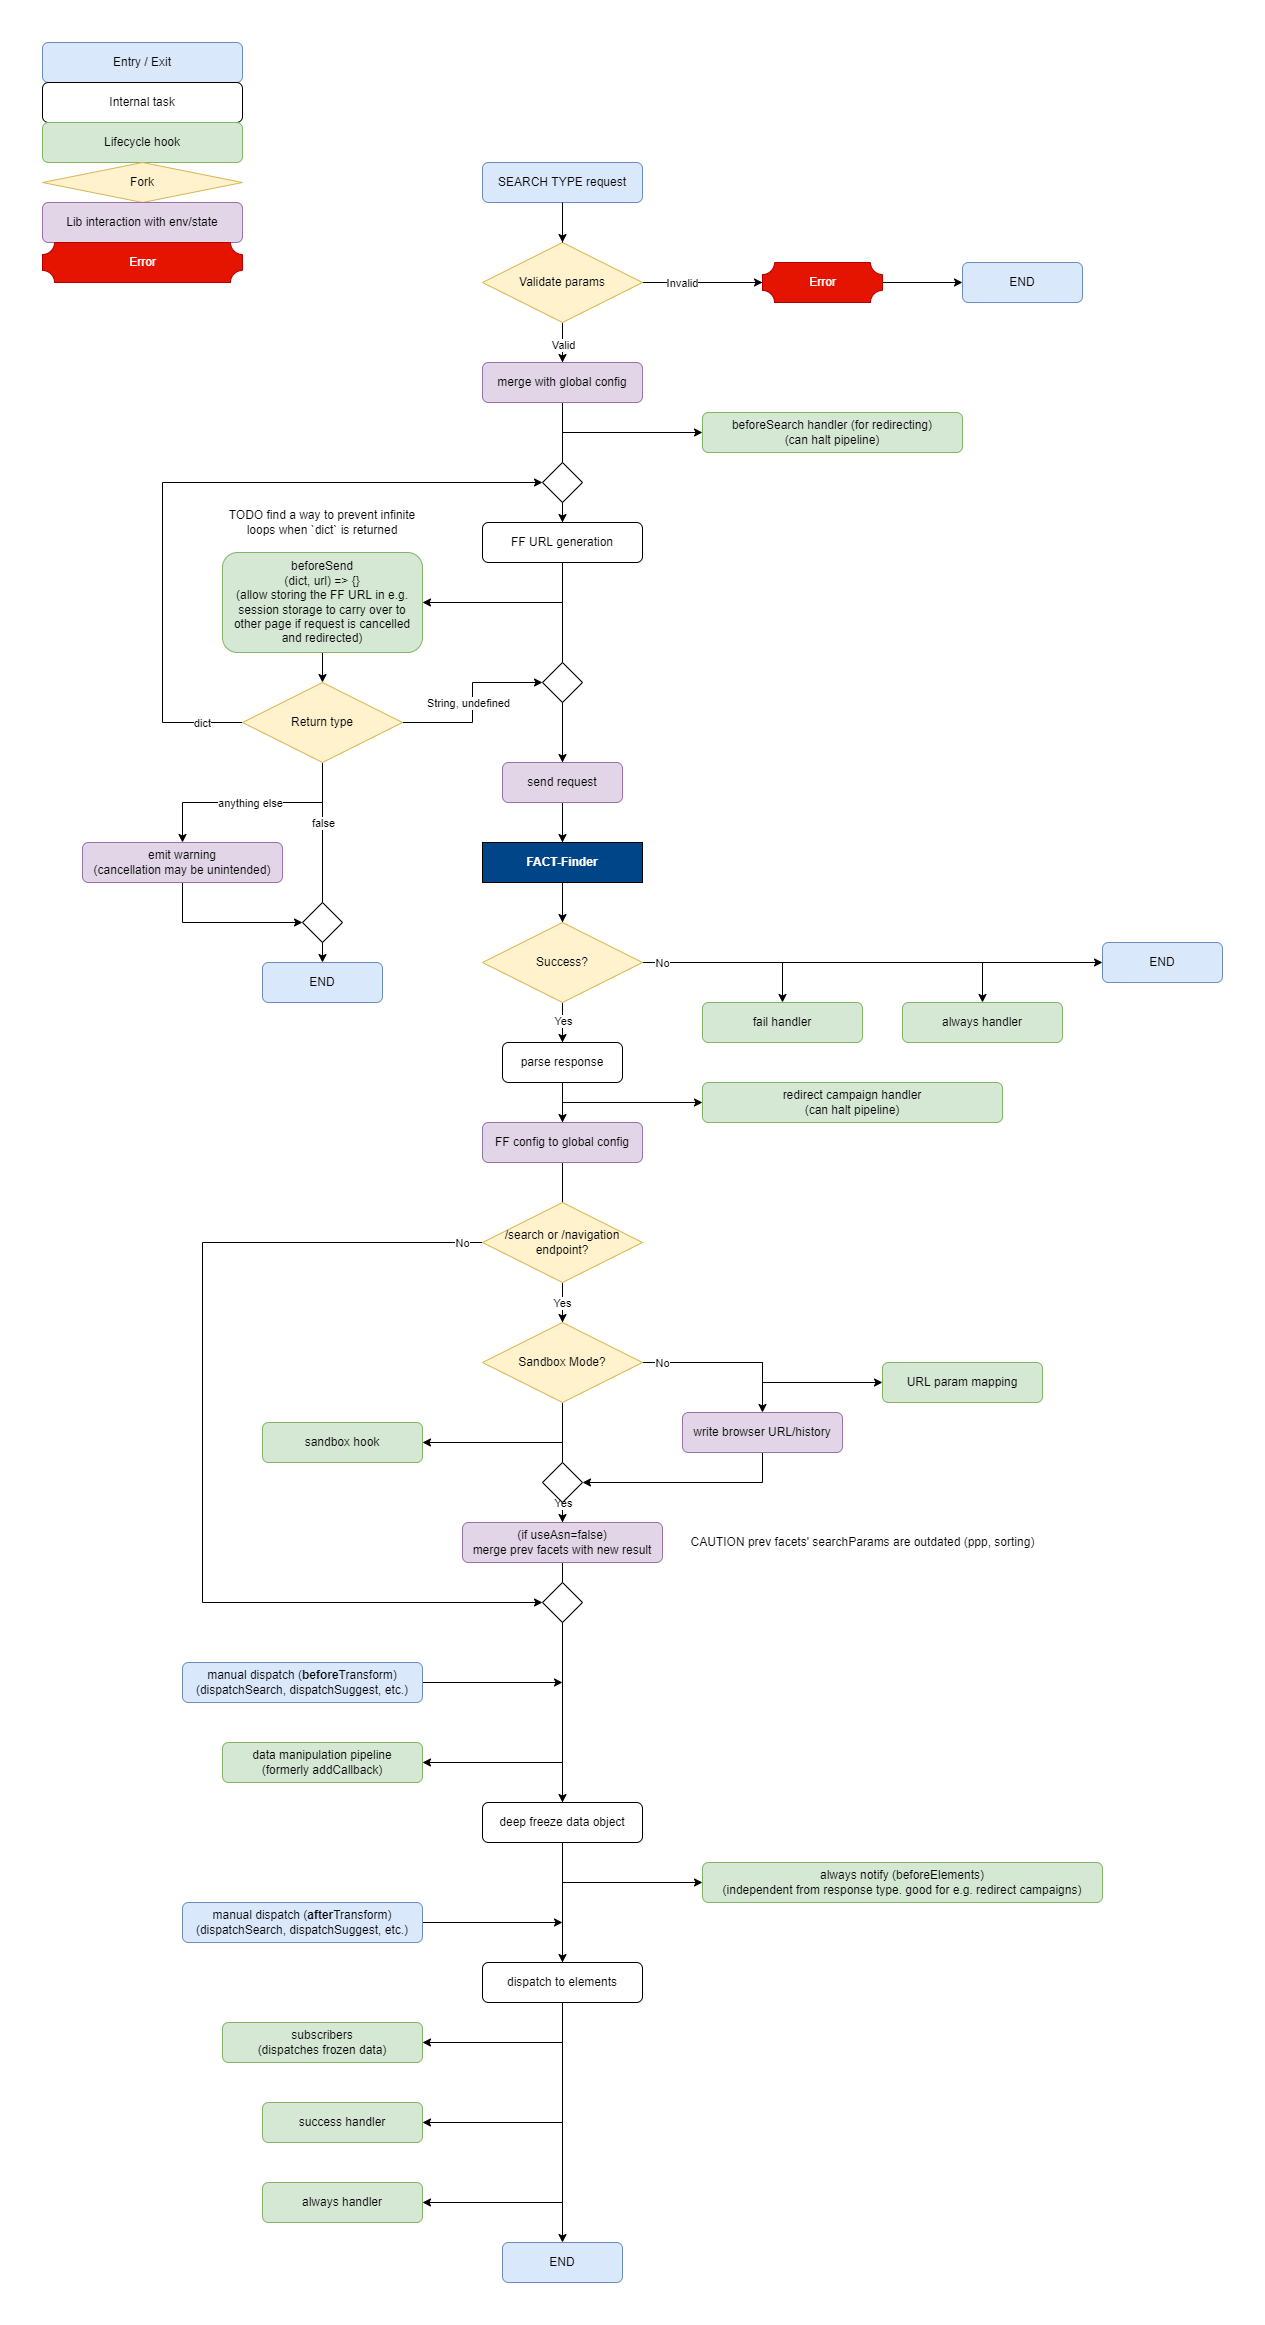 Entry / Exit
Internal task
Lifecycle hook
Fork
Lib interaction with env/state
Error
SEARCH TYPE request
Validate params
Invalid
Error
END
Valid
merge with global config
beforeSearch handler (for redirecting)
(can halt pipeline)
TODO find a way to prevent infinite
loops when `dict` is returned
FF URL generation
beforeSend
(dict, url) => {}
(allow storing the FF URL in e.g.
session storage to carry over to
other page if request is cancelled
and redirected)
String, undefined
dict
Return type
send request
anything else
false
emit warning
(cancellation may be unintended)
FACT-Finder
END
Success?
No
END
fail handler
always handler
Yes
parse response
redirect campaign handler
(can halt pipeline)
FF config to global config
/search or /navigation
endpoint?
No
Yes
Sandbox Mode?
No
URL param mapping
write browser URL/history
sandbox hook
Yes
(if useAsn=false)
merge prev facets with new result
CAUTION prev facets' searchParams are outdated (ppp, sorting)
manual dispatch (beforeTransform)
(dispatchSearch, dispatchSuggest, etc.)
data manipulation pipeline
(formerly addCallback)
deep freeze data object
always notify (beforeElements)
(independent from response type. good for e.g. redirect campaigns)
manual dispatch (afterTransform)
(dispatchSearch, dispatchSuggest, etc.)
dispatch to elements
subscribers
(dispatches frozen data)
success handler
always handler
END